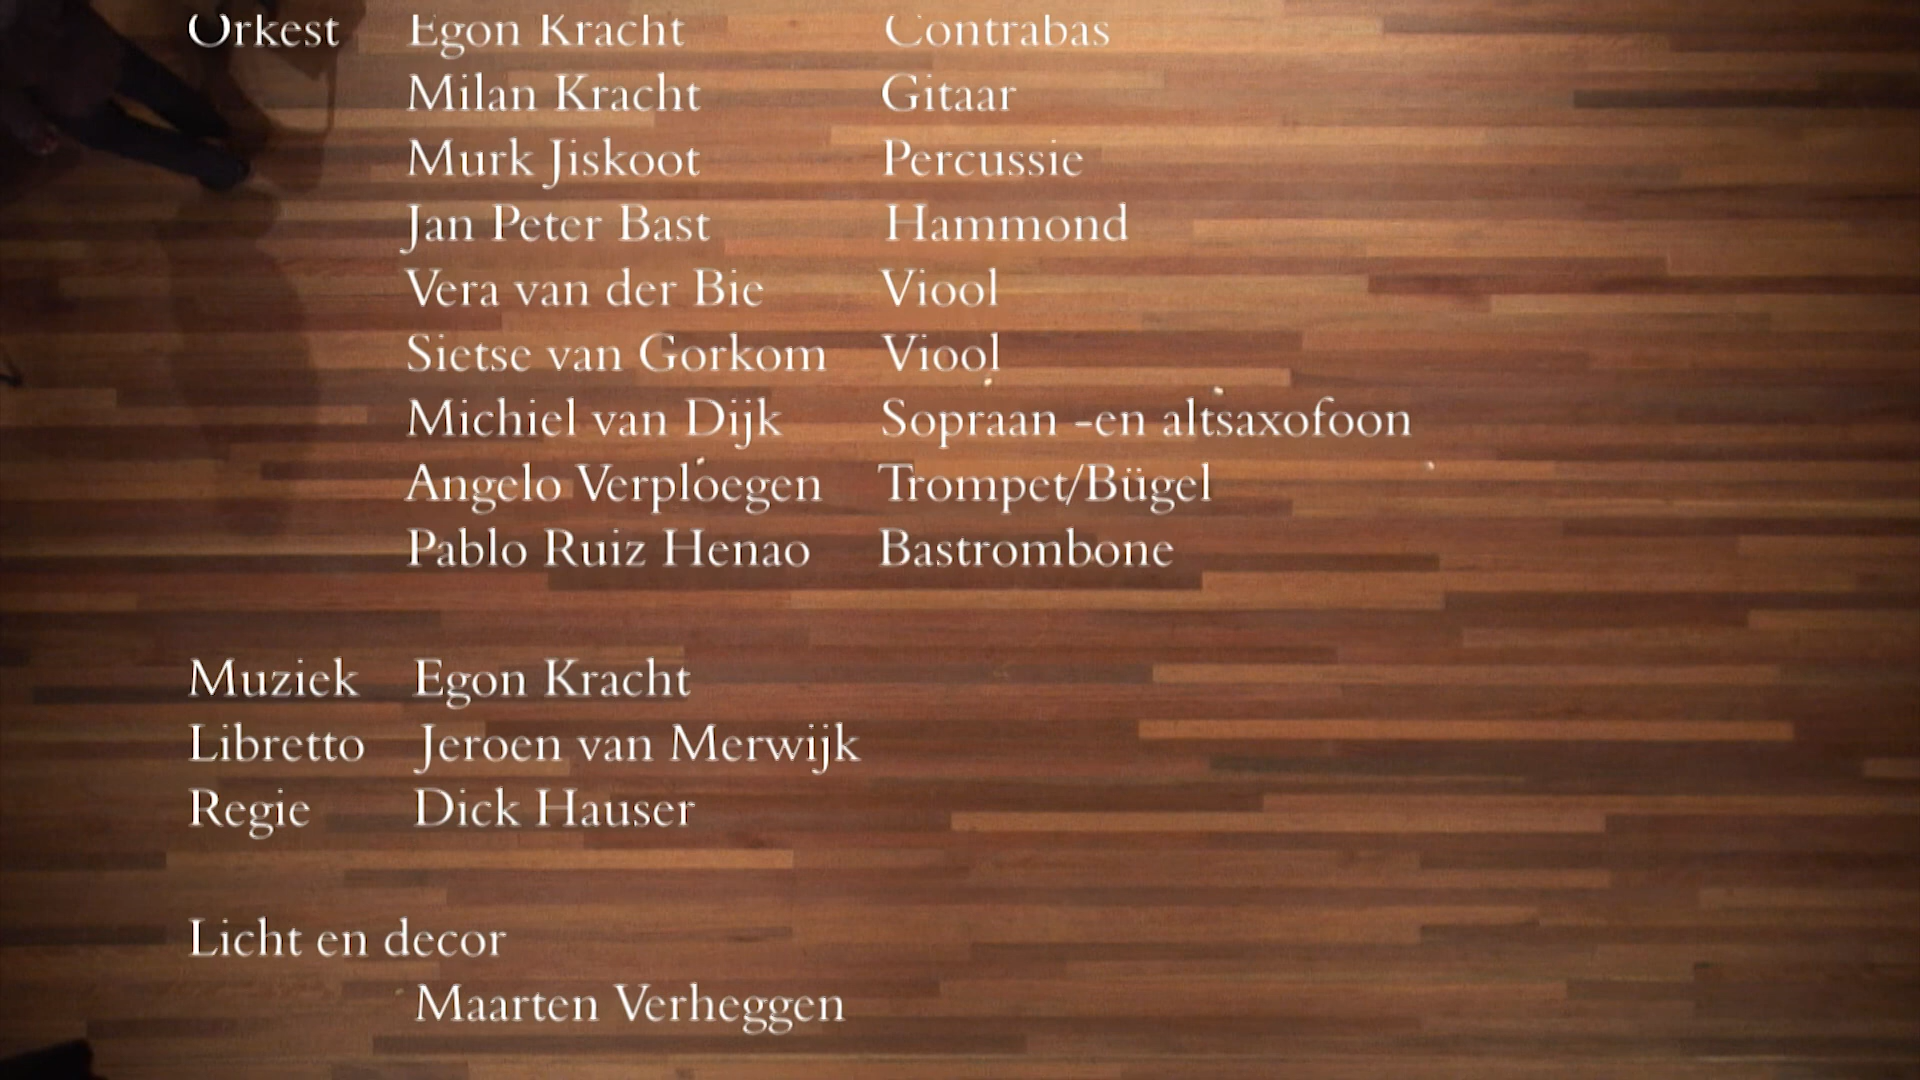 Orkest Egon Kracht Contrabas
Milan Kracht Gitaar
Murk Jiskoot Percussie
Jan Peter Bast Hammond
Vera van der Bie Viool
Sietse van Gorkom Viool
Michiel van Dijk Sopraan -en altsaxofoon
Angelo Verploegen Trompet/Bügel
Pablo Ruiz Henao Bastrombone
Muziek Egon Kracht
Libretto Jeroen van Merwijk
Regie Dick Hauser
Licht en decor
Maarten Verheggen